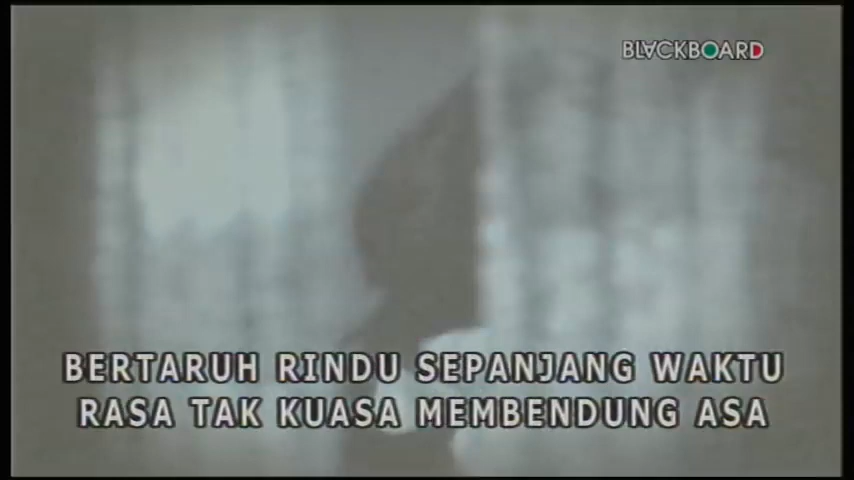 BLACKBOARD
BERTARUH RINDU SEPANJANG WAKTU
RASA TAK KUASA MEMBENDUNG ASA